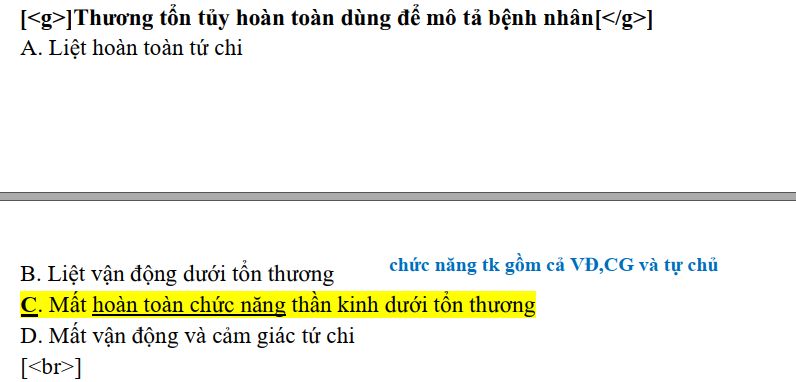 [<g>]Thương tổn tủy hoàn toàn dùng để mô tả bệnh nhân[</g>]
A. Liệt hoàn toàn tứ chi
B. Liệt vận động dưới tổn thương
chức năng tk gồm cả VĐ,CG và tự chủ
C. Mất hoàn toàn chức năng thần kinh dưới tổn thương
D. Mất vận động và cảm giác tứ chi
[<br>]